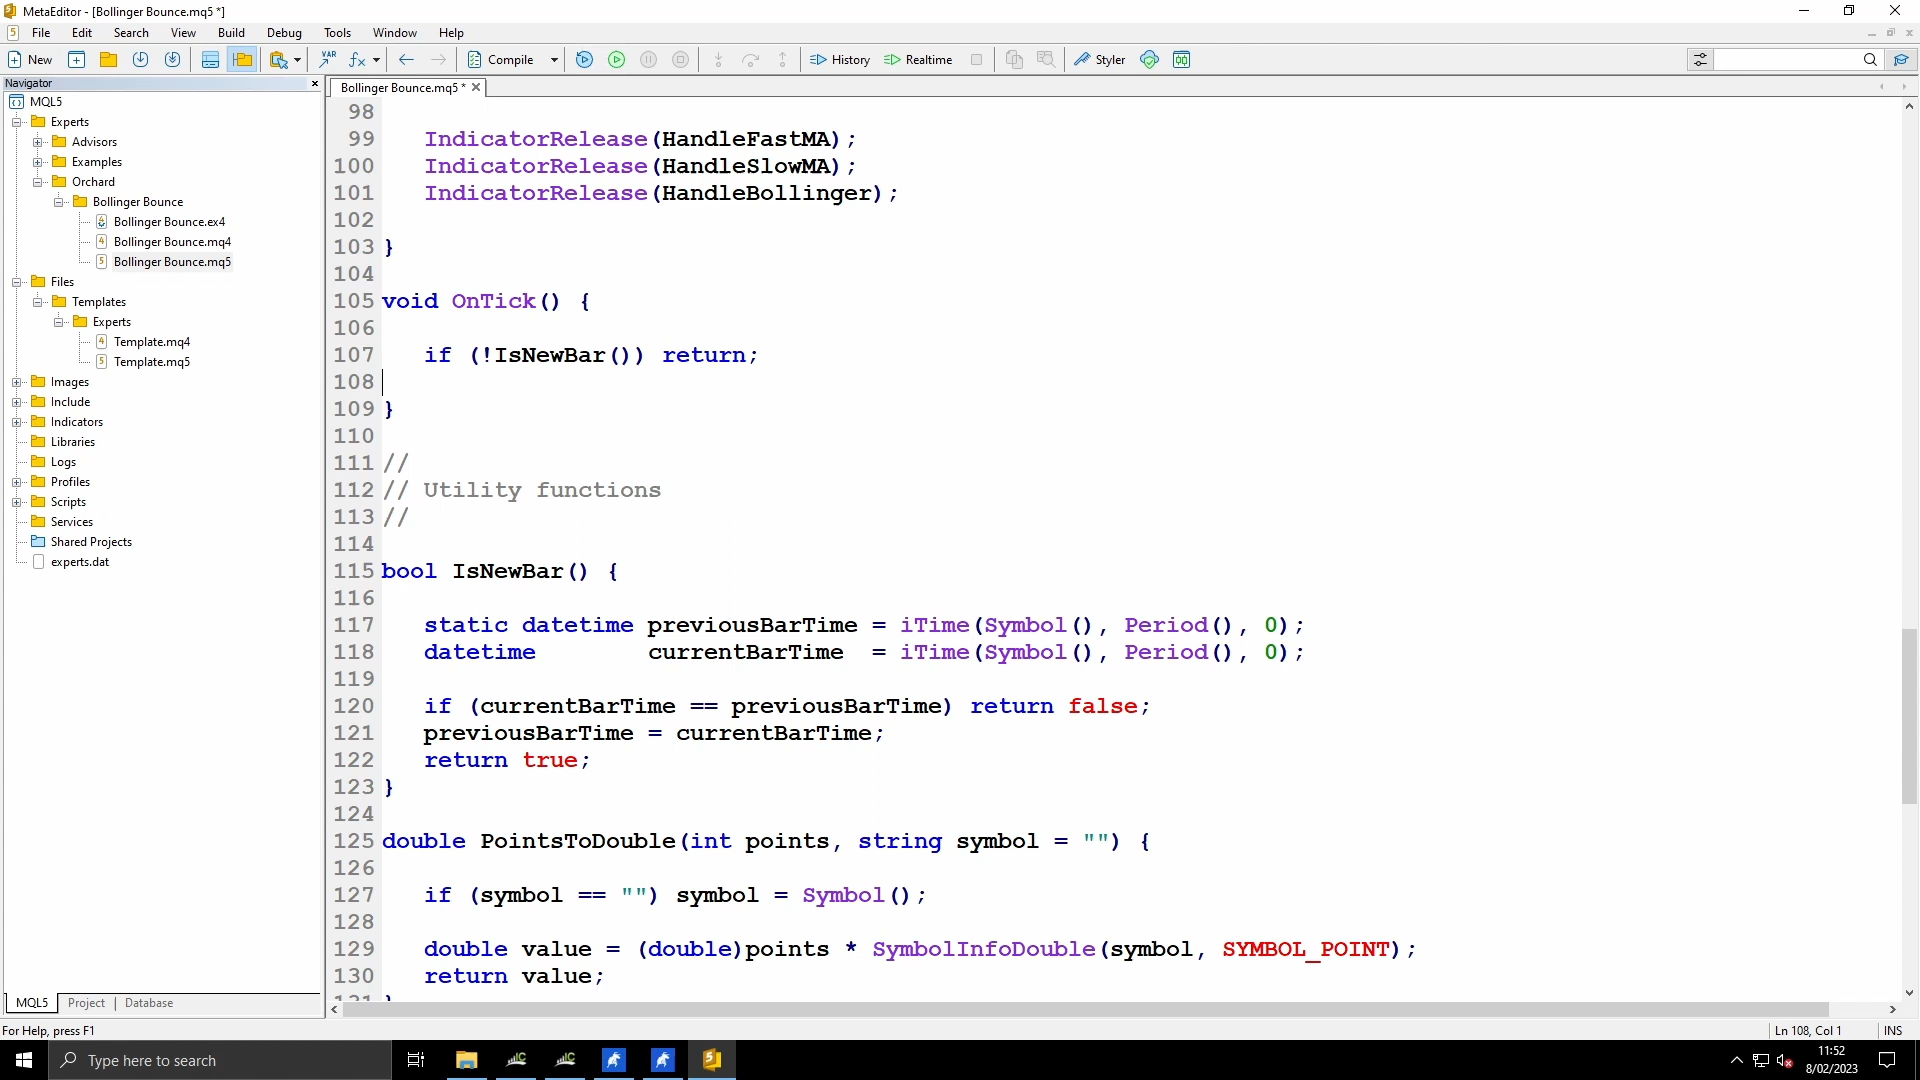 MetaEditor - [Bollinger Bounce.mq5 *]
File Edit Search View Build Debug Tools Window Help
New VAR Compile History Realtime Styler
Navigator
MQL5
Experts
Advisors
Examples
Orchard
Bollinger Bounce
Bollinger Bounce.ex4
Bollinger Bounce.mq4
Bollinger Bounce.mq5
Files
Templates
Experts
Template.mq4
Template.mq5
Images
Include
Indicators
Libraries
Logs
Profiles
Scripts
Services
Shared Projects
experts.dat
MQL5 Project Database
Bollinger Bounce.mq5 *
98
99 IndicatorRelease(HandleFastMA);
100 IndicatorRelease(HandleSlowMA);
101 IndicatorRelease(HandleBollinger);
102
103 }
104
105 void OnTick() {
106
107 if (!IsNewBar()) return;
108
109 }
110
111 //
112 // Utility functions
113 //
114
115 bool IsNewBar() {
116
117 static datetime previousBarTime = iTime(Symbol(), Period(), 0);
118 datetime currentBarTime = iTime(Symbol(), Period(), 0);
119
120 if (currentBarTime == previousBarTime) return false;
121 previousBarTime = currentBarTime;
122 return true;
123 }
124
125 double PointsToDouble(int points, string symbol = "") {
126
127 if (symbol == "") symbol = Symbol();
128
129 double value = (double)points * SymbolInfoDouble(symbol, SYMBOL_POINT);
130 return value;
For Help, press F1
Ln 108, Col 1 INS
Type here to search
11:52
8/02/2023